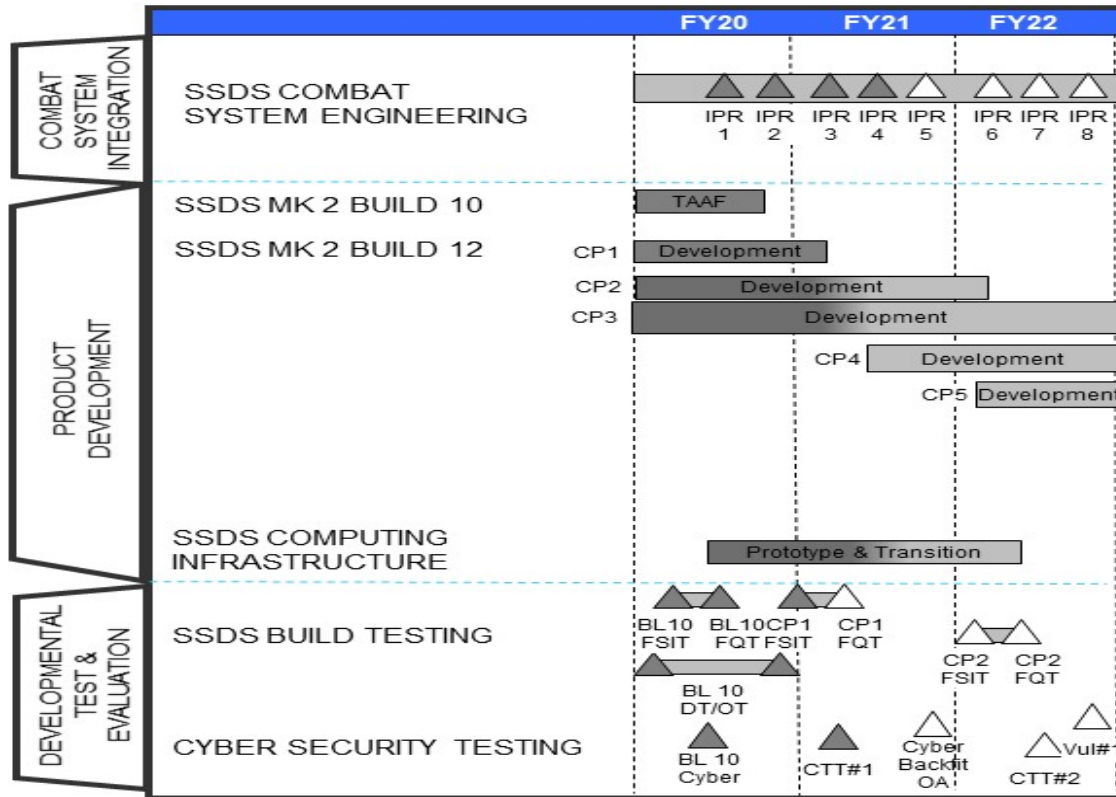 FY20 FY21 FY22
COMBAT
SYSTEM
INTEGRATION
SSDS COMBAT
SYSTEM ENGINEERING
IPR IPR IPR IPR IPR IPR IPR IPR
1 2 3 4 5 6 7 8
PRODUCT
DEVELOPMENT
SSDS MK 2 BUILD 10
TAAF
SSDS MK 2 BUILD 12
CP1 Development
CP2 Development
CP3 Development
CP4 Development
CP5 Development
SSDS COMPUTING
INFRASTRUCTURE
Prototype & Transition
DEVELOPMENTAL
TEST &
EVALUATION
SSDS BUILD TESTING
BL10 BL10 CP1 CP1
FSIT FQT FSIT FQT
CP2 CP2
FSIT FQT
BL 10
DT/OT
CYBER SECURITY TESTING
BL 10
Cyber
CTT#1
Cyber
Backfit
OA
CTT#2
Vul#1